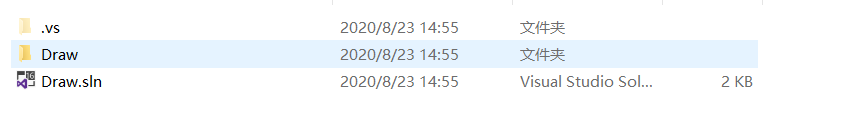 .vs 2020/8/23 14:55 文件夹
Draw 2020/8/23 14:55 文件夹
Draw.sln 2020/8/23 14:55 Visual Studio Sol... 2 KB